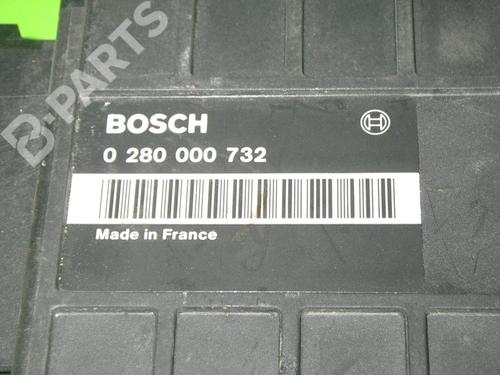 B-PARTS
BOSCH
0 280 000 732
Made in France